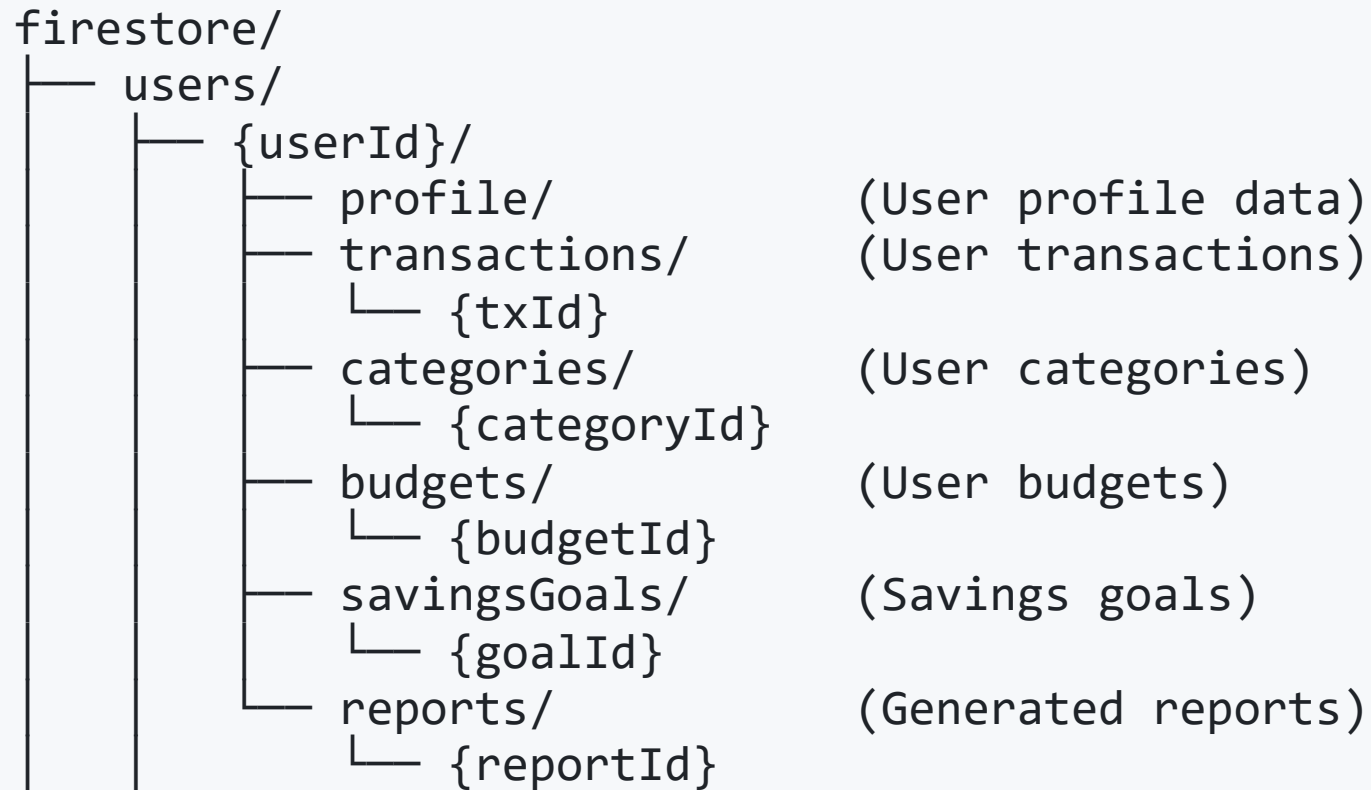 firestore/
├── users/
│   ├── {userId}/
│   │   ├── profile/           (User profile data)
│   │   ├── transactions/      (User transactions)
│   │   │   └── {txId}
│   │   ├── categories/        (User categories)
│   │   │   └── {categoryId}
│   │   ├── budgets/           (User budgets)
│   │   │   └── {budgetId}
│   │   ├── savingsGoals/      (Savings goals)
│   │   │   └── {goalId}
│   │   └── reports/           (Generated reports)
│   │       └── {reportId}